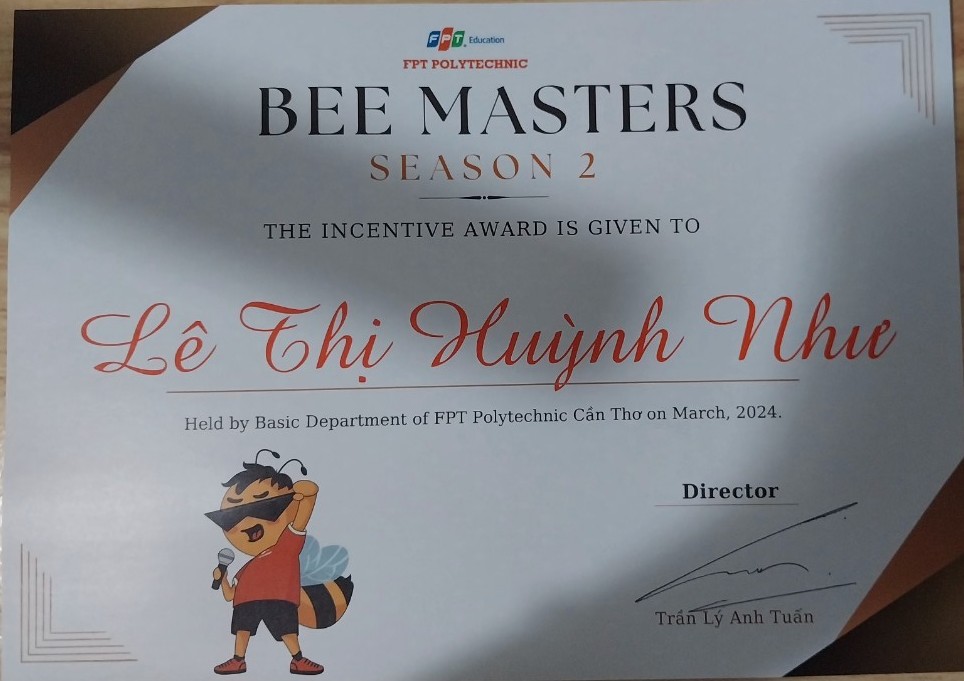 FPT Education
FPT POLYTECHNIC
BEE MASTERS
SEASON 2
THE INCENTIVE AWARD IS GIVEN TO
Lê Thị Huỳnh Như
Held by Basic Department of FPT Polytechnic Cần Thơ on March, 2024.
Director
Trần Lý Anh Tuấn